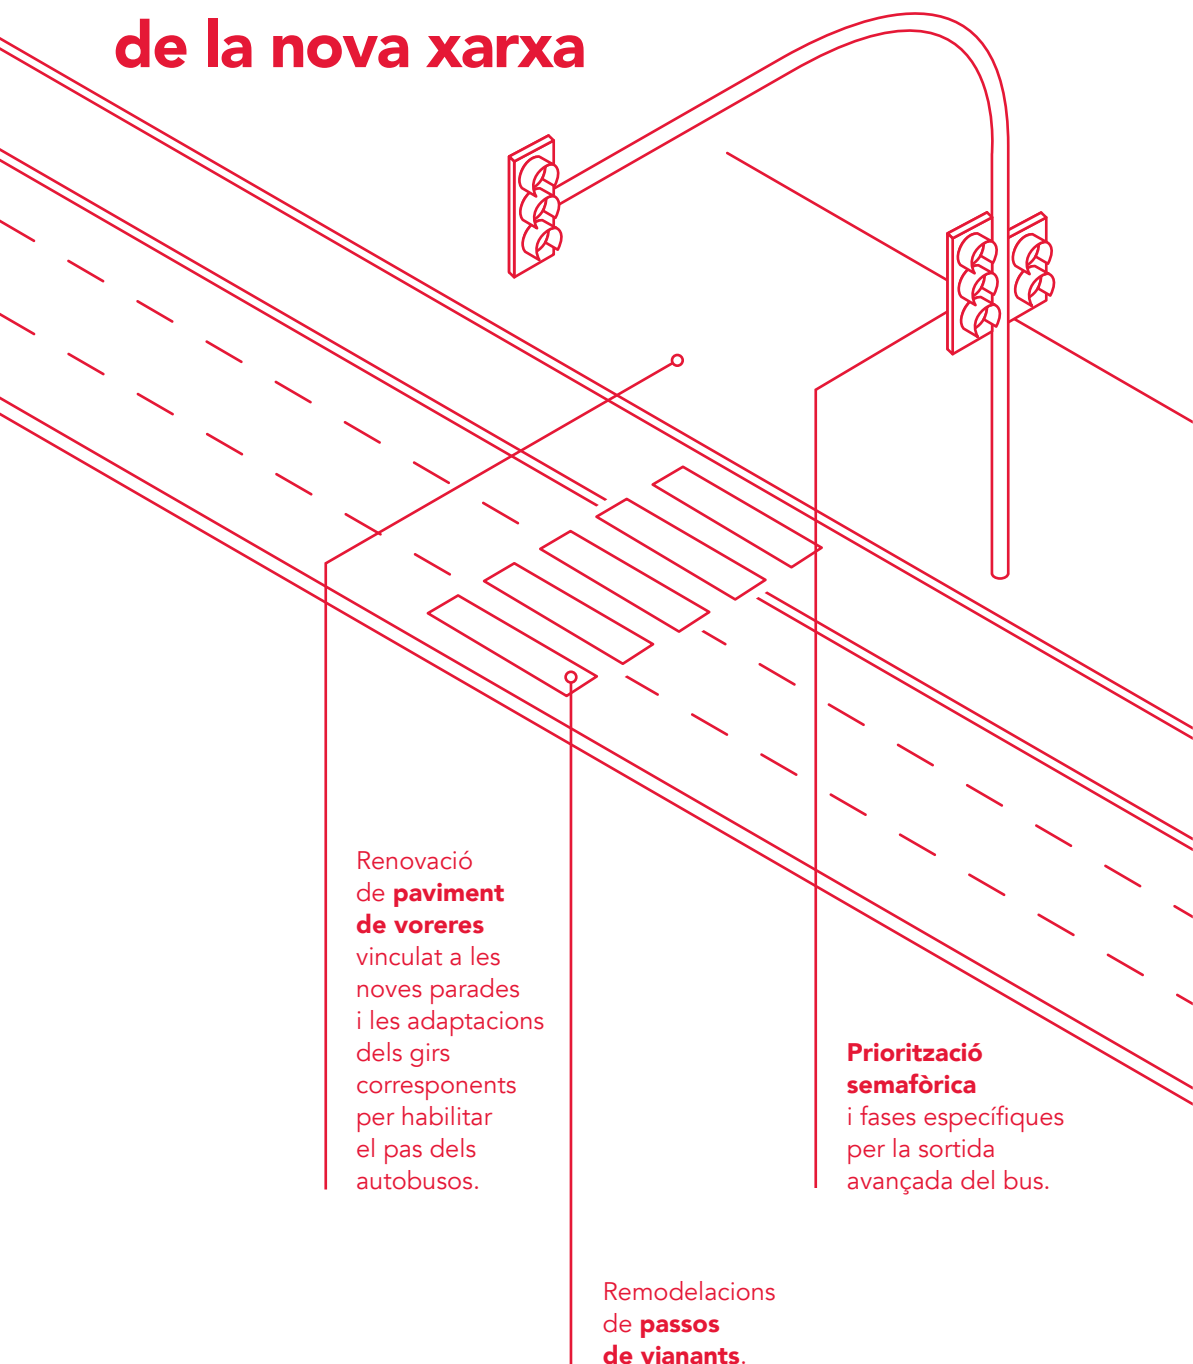 de la nova xarxa
Renovació
de paviment
de voreres
vinculat a les
noves parades
i les adaptacions
dels girs
corresponents
per habilitar
el pas dels
autobusos.
Priorització
semafòrica
i fases específiques
per la sortida
avançada del bus.
Remodelacions
de passos
de vianants.